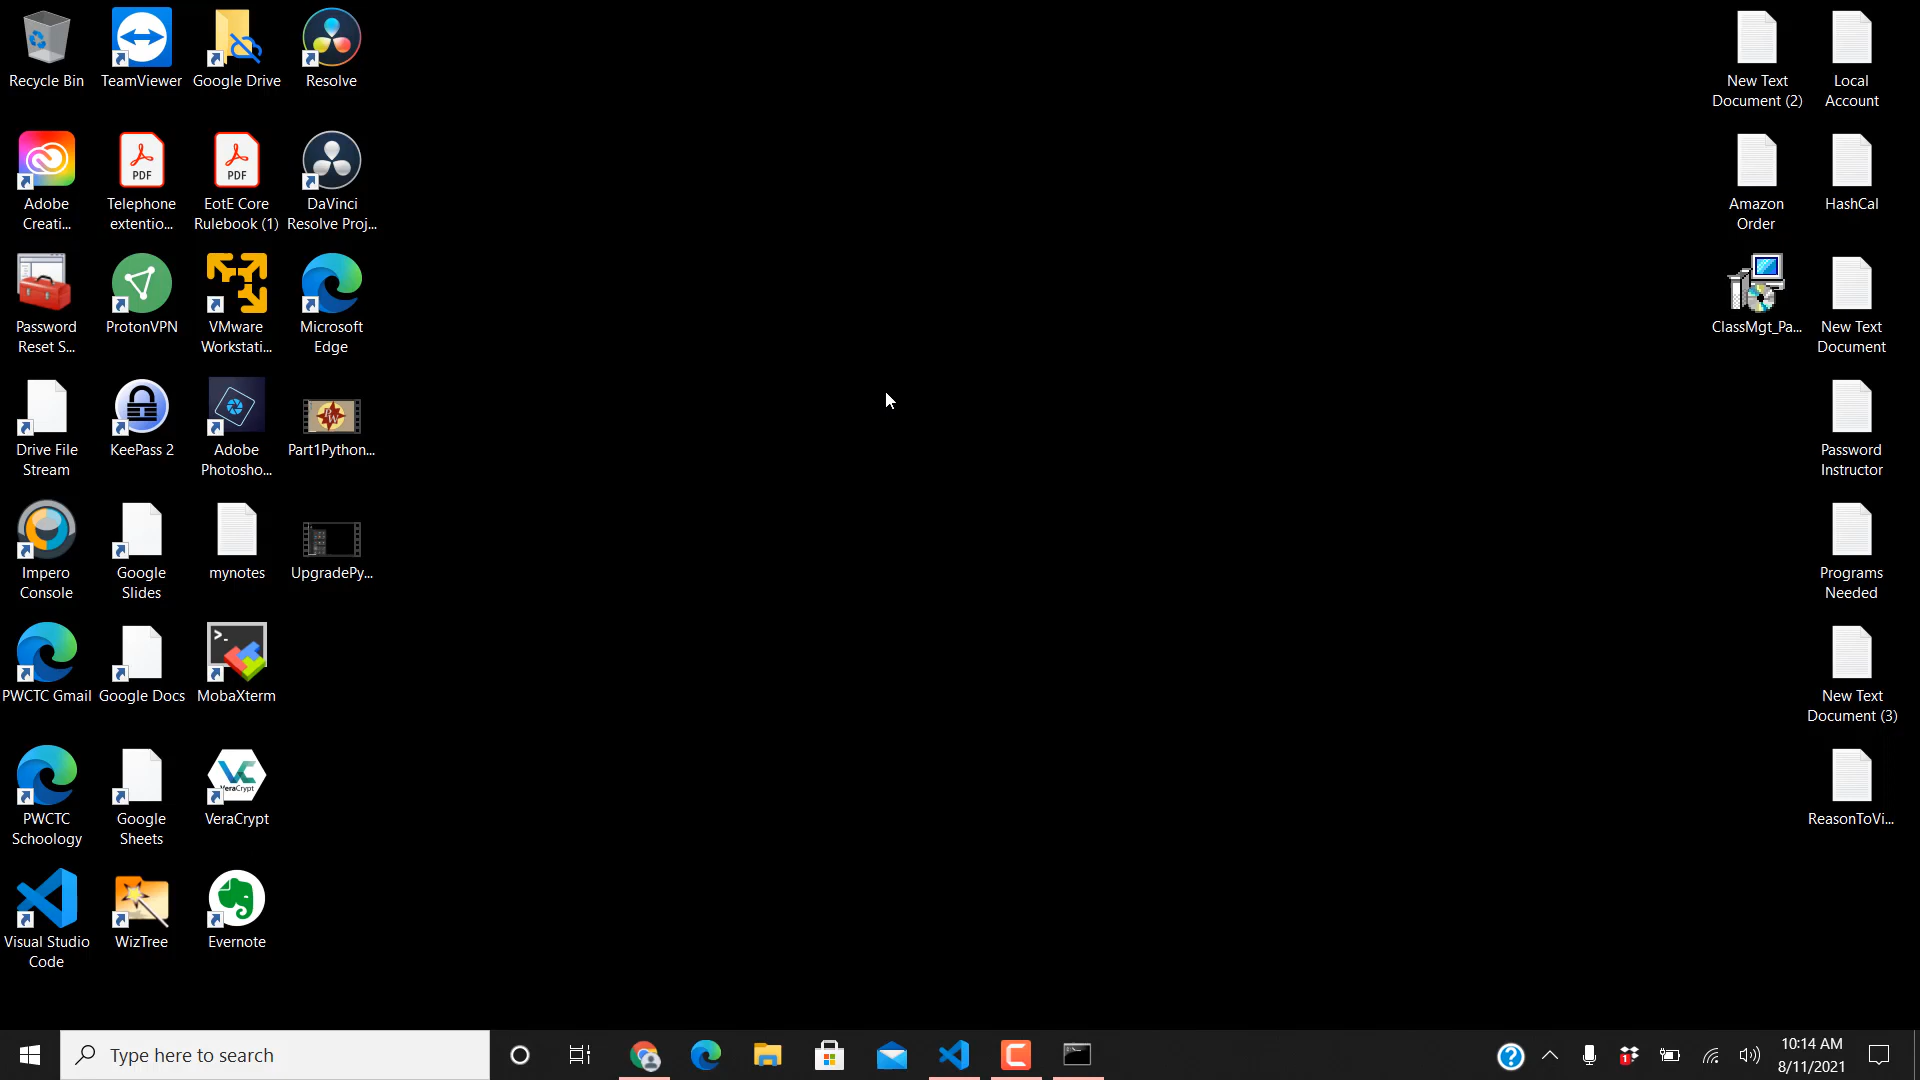 Recycle Bin
TeamViewer
Google Drive
Resolve
New Text
Document (2)
Local
Account
Adobe
Creati...
PDF
Telephone
extentio...
PDF
EotE Core
Rulebook (1)
DaVinci
Resolve Proj...
Amazon
Order
HashCal
Password
Reset S...
ProtonVPN
VMware
Workstati...
Microsoft
Edge
ClassMgt_Pa...
New Text
Document
Drive File
Stream
KeePass 2
Adobe
Photosho...
PW
Part1Python...
Password
Instructor
Impero
Console
Google
Slides
mynotes
UpgradePy...
Programs
Needed
PWCTC Gmail
Google Docs
>_
MobaXterm
New Text
Document (3)
PWCTC
Schoology
Google
Sheets
VC
VeraCrypt
VeraCrypt
ReasonToVi...
Visual Studio
Code
WizTree
Evernote
Type here to search
?
1
10:14 AM
8/11/2021